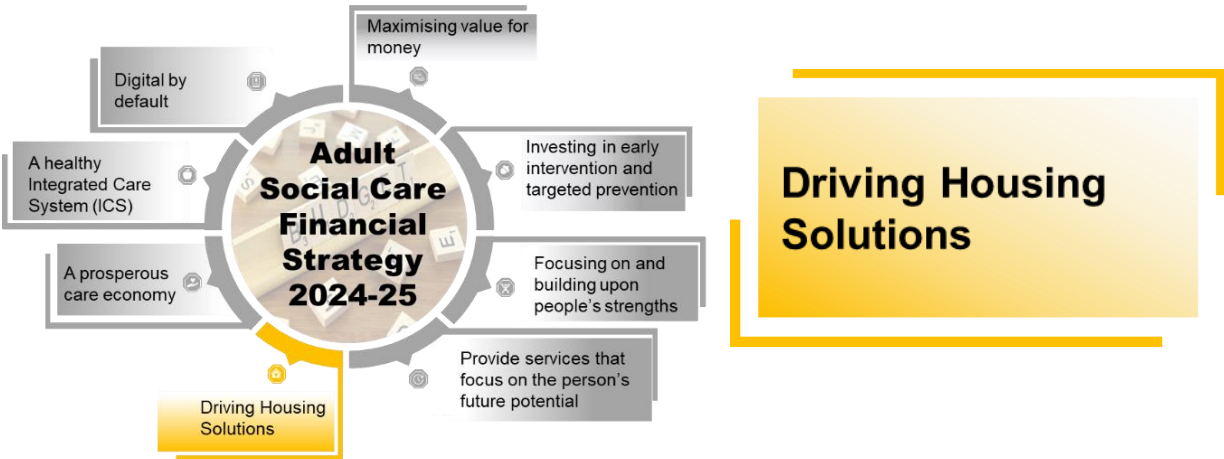 Maximising value for
money
Digital by
default
Investing in early
intervention and
targeted prevention
A healthy
Integrated Care
System (ICS)
Adult
Social Care
Financial
Strategy
2024-25
BUDGET
Focusing on and
building upon
people's strengths
A prosperous
care economy
Provide services that
focus on the person's
future potential
Driving Housing
Solutions
Driving Housing
Solutions